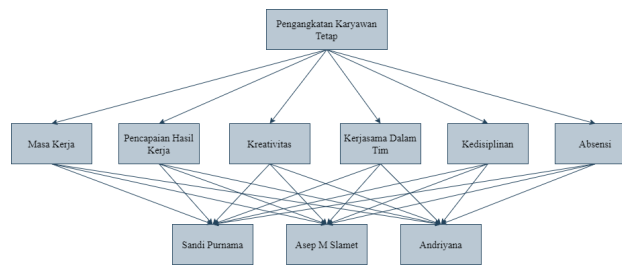 Pengangkatan Karyawan
Tetap
Masa Kerja
Pencapaian Hasil
Kerja
Kreativitas
Kerjasama Dalam
Tim
Kedisiplinan
Absensi
Sandi Purnama
Asep M Slamet
Andriyana